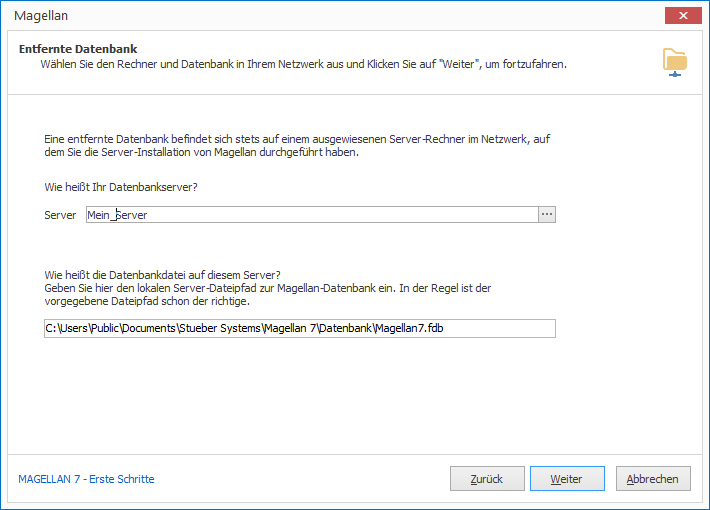 Magellan
Entfernte Datenbank
Wählen Sie den Rechner und Datenbank in Ihrem Netzwerk aus und Klicken Sie auf "Weiter", um fortzufahren.
Eine entfernte Datenbank befindet sich stets auf einem ausgewiesenen Server-Rechner im Netzwerk, auf
dem Sie die Server-Installation von Magellan durchgeführt haben.
Wie heißt Ihr Datenbankserver?
Server Mein_Server ...
Wie heißt die Datenbankdatei auf diesem Server?
Geben Sie hier den lokalen Server-Dateipfad zur Magellan-Datenbank ein. In der Regel ist der
vorgegebene Dateipfad schon der richtige.
C:\Users\Public\Documents\Stueber Systems\Magellan 7\Datenbank\Magellan7.fdb
MAGELLAN 7 - Erste Schritte Zurück Weiter Abbrechen